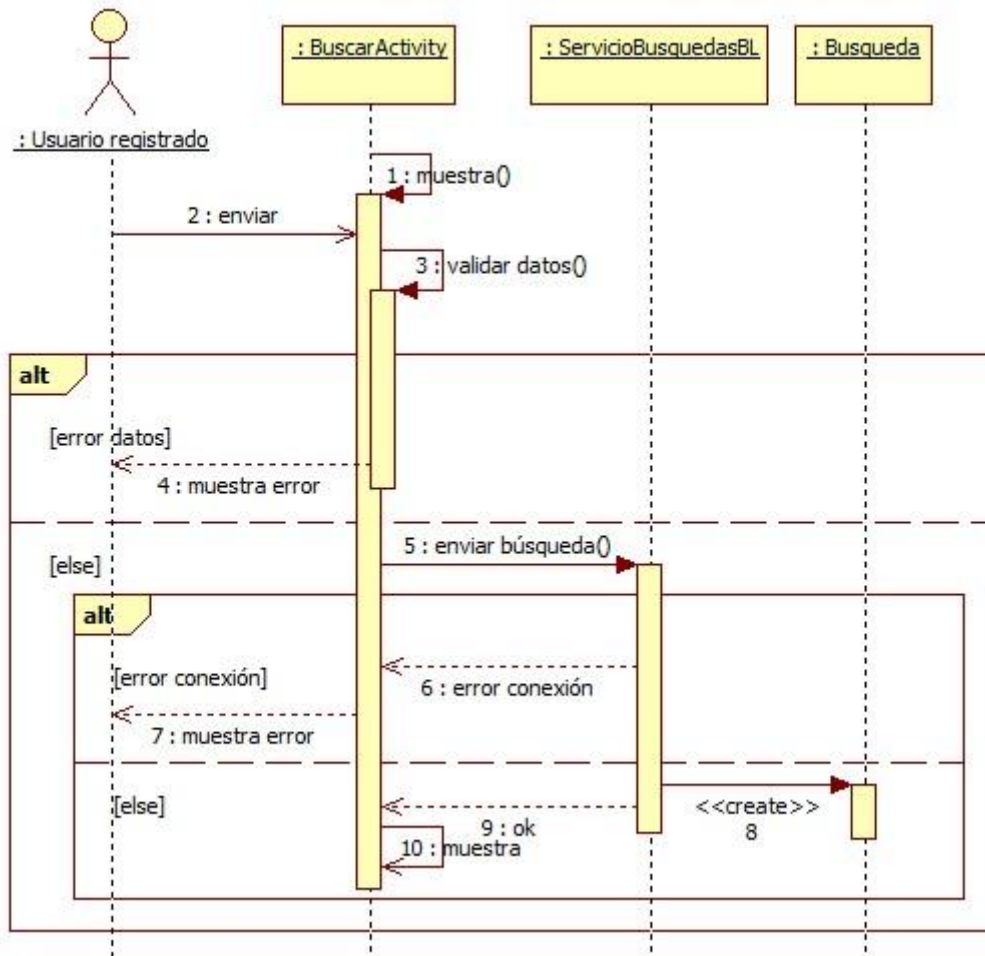 : BuscarActivity
: ServicioBusquedasBL
: Busqueda
: Usuario registrado
1 : muestra()
2 : enviar
3 : validar datos()
alt
[error datos]
4 : muestra error
5 : enviar búsqueda()
[else]
alt
[error conexión]
6 : error conexión
7 : muestra error
[else]
<<create>>
8
9 : ok
10 : muestra